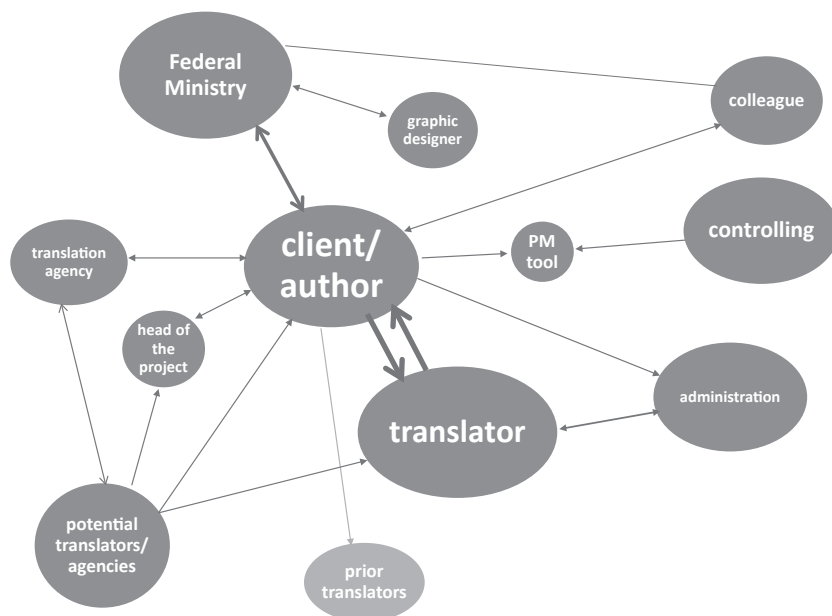 Federal
Ministry
colleague
graphic
designer
client/
author
PM
tool
controlling
translation
agency
head of
the
project
translator
administration
potential
translators/
agencies
prior
translators